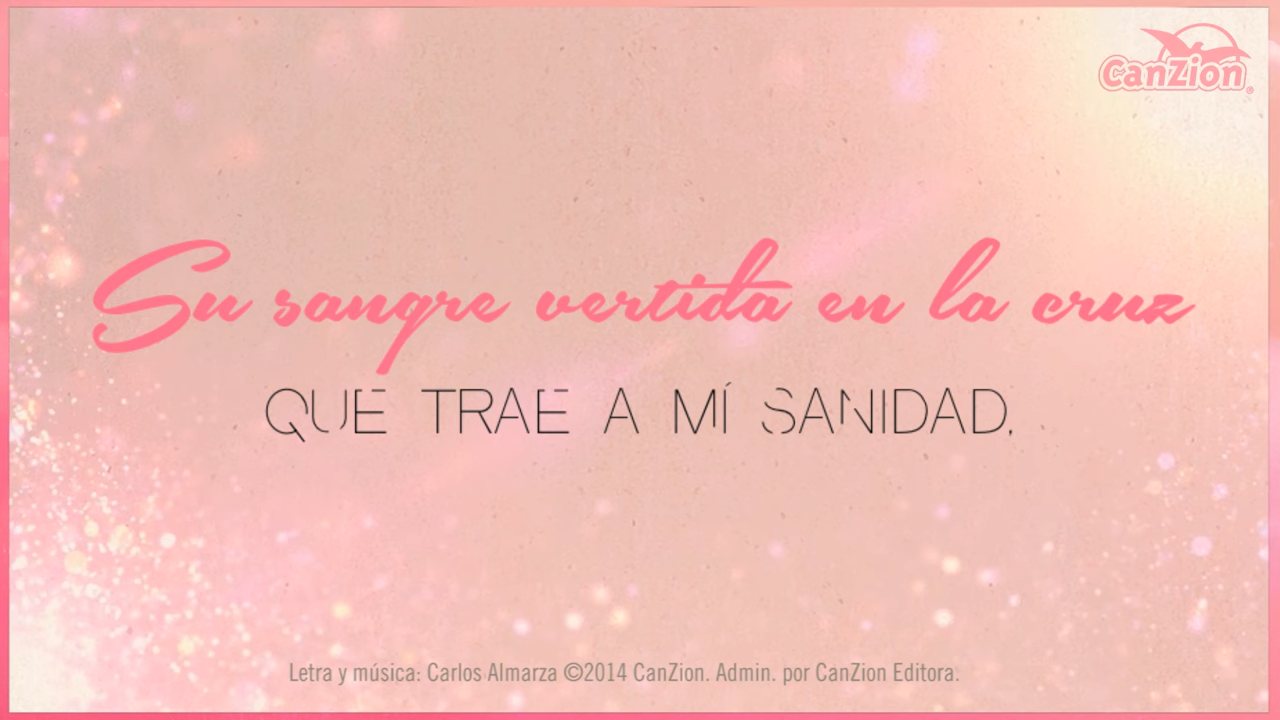 CanZion®
Su sangre vertida en la cruz
QUE TRAE A MÍ SANIDAD,
Letra y música: Carlos Almarza ©2014 CanZion. Admin. por CanZion Editora.